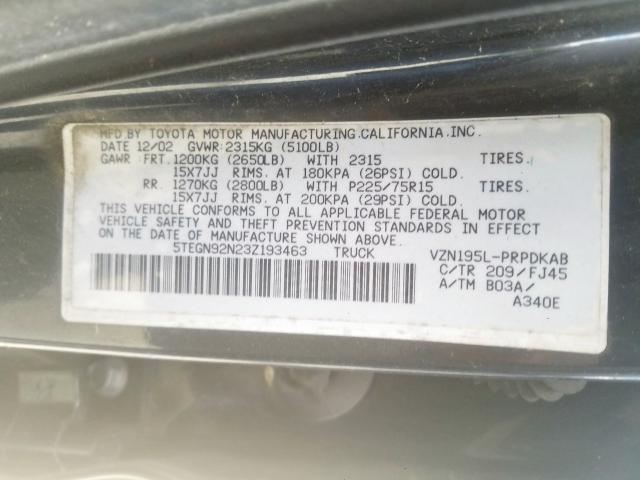 MFD BY TOYOTA MOTOR MANUFACTURING.CALIFORNIA.INC.
DATE 12/02 GVWR:2315KG (5100LB)
GAWR: FRT. 1200KG (2650LB) WITH 2315 TIRES.
15X7JJ RIMS. AT 180KPA (26PSI) COLD.
RR. 1270KG (2800LB) WITH P225/75R15 TIRES.
15X7JJ RIMS. AT 200KPA (29PSI) COLD.
THIS VEHICLE CONFORMS TO ALL APPLICABLE FEDERAL MOTOR
VEHICLE SAFETY AND THEFT PREVENTION STANDARDS IN EFFECT
ON THE DATE OF MANUFACTURE SHOWN ABOVE.
5TEGN92N23Z193463 TRUCK VZN195L-PRPDKAB
C/TR 209/FJ45
A/TM B03A/
A340E